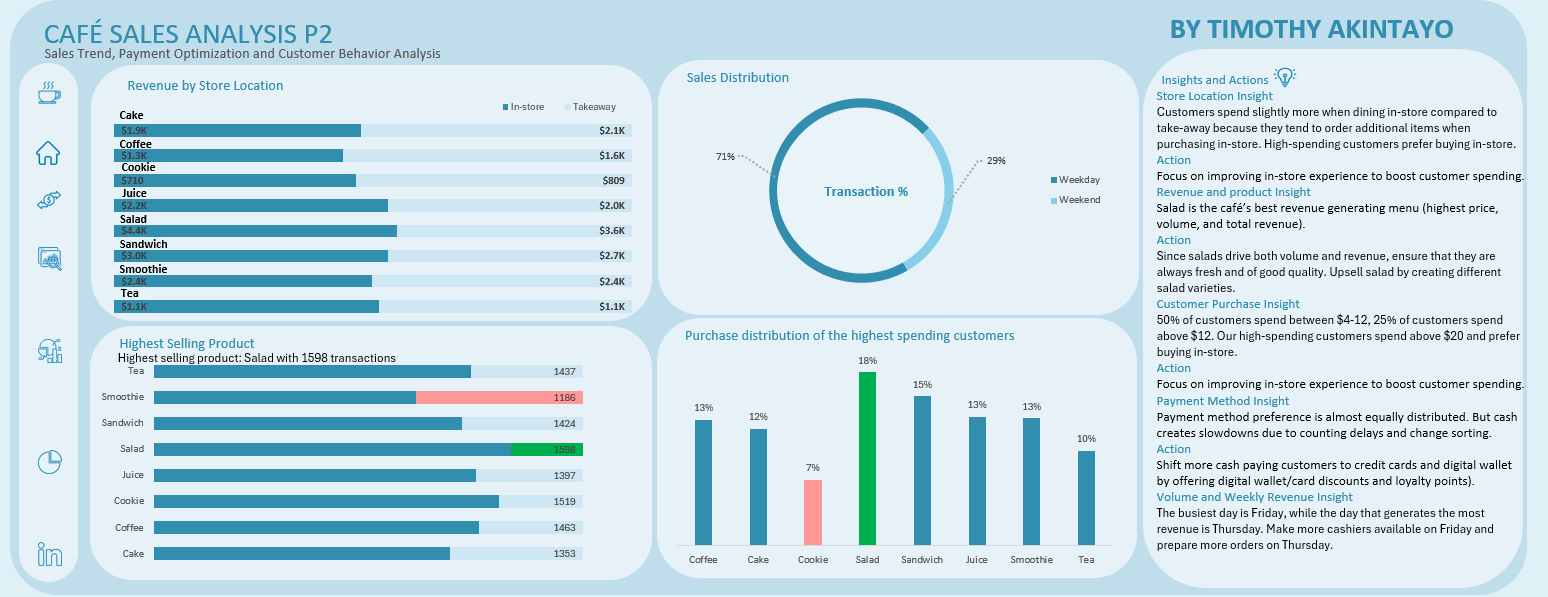 CAFÉ SALES ANALYSIS P2
Sales Trend, Payment Optimization and Customer Behavior Analysis
BY TIMOTHY AKINTAYO
Revenue by Store Location
In-store Takeaway
Cake
$1.9K $2.1K
Coffee
$1.3K $1.6K
Cookie
$710 $809
Juice
$2.2K $2.0K
Salad
$4.4K $3.6K
Sandwich
$3.0K $2.7K
Smoothie
$2.4K $2.4K
Tea
$1.1K $1.1K
Sales Distribution
71%
29%
Transaction %
Weekday
Weekend
Highest Selling Product
Highest selling product: Salad with 1598 transactions
Tea 1437
Smoothie 1186
Sandwich 1424
Salad 1598
Juice 1397
Cookie 1519
Coffee 1463
Cake 1353
Purchase distribution of the highest spending customers
13% 12% 7% 18% 15% 13% 13% 10%
Coffee Cake Cookie Salad Sandwich Juice Smoothie Tea
Insights and Actions
Store Location Insight
Customers spend slightly more when dining in-store compared to
take-away because they tend to order additional items when
purchasing in-store. High-spending customers prefer buying in-store.
Action
Focus on improving in-store experience to boost customer spending.
Revenue and product Insight
Salad is the café’s best revenue generating menu (highest price,
volume, and total revenue).
Action
Since salads drive both volume and revenue, ensure that they are
always fresh and of good quality. Upsell salad by creating different
salad varieties.
Customer Purchase Insight
50% of customers spend between $4-12, 25% of customers spend
above $12. Our high-spending customers spend above $20 and prefer
buying in-store.
Action
Focus on improving in-store experience to boost customer spending.
Payment Method Insight
Payment method preference is almost equally distributed. But cash
creates slowdowns due to counting delays and change sorting.
Action
Shift more cash paying customers to credit cards and digital wallet
by offering digital wallet/card discounts and loyalty points).
Volume and Weekly Revenue Insight
The busiest day is Friday, while the day that generates the most
revenue is Thursday. Make more cashiers available on Friday and
prepare more orders on Thursday.
in